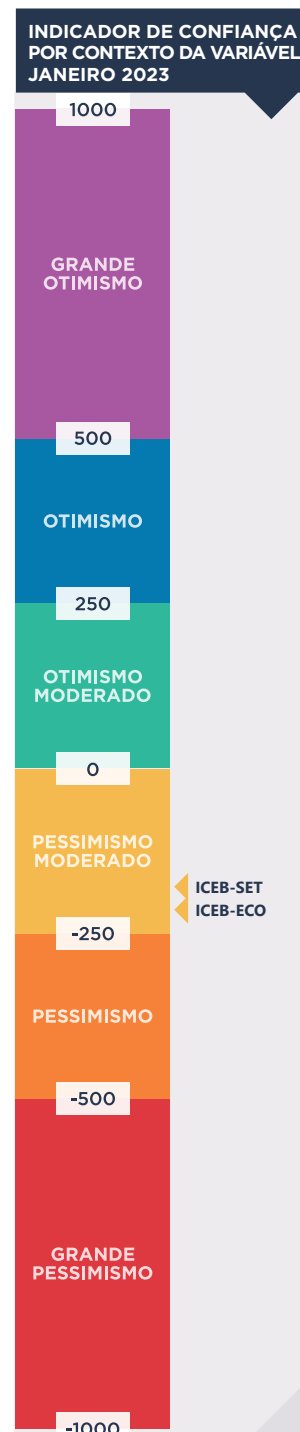 INDICADOR DE CONFIANÇA
POR CONTEXTO DA VARIÁVEL
JANEIRO 2023
1000
GRANDE
OTIMISMO
500
OTIMISMO
250
OTIMISMO
MODERADO
0
PESSIMISMO
MODERADO
ICEB-SET
ICEB-ECO
-250
PESSIMISMO
-500
GRANDE
PESSIMISMO
-1000